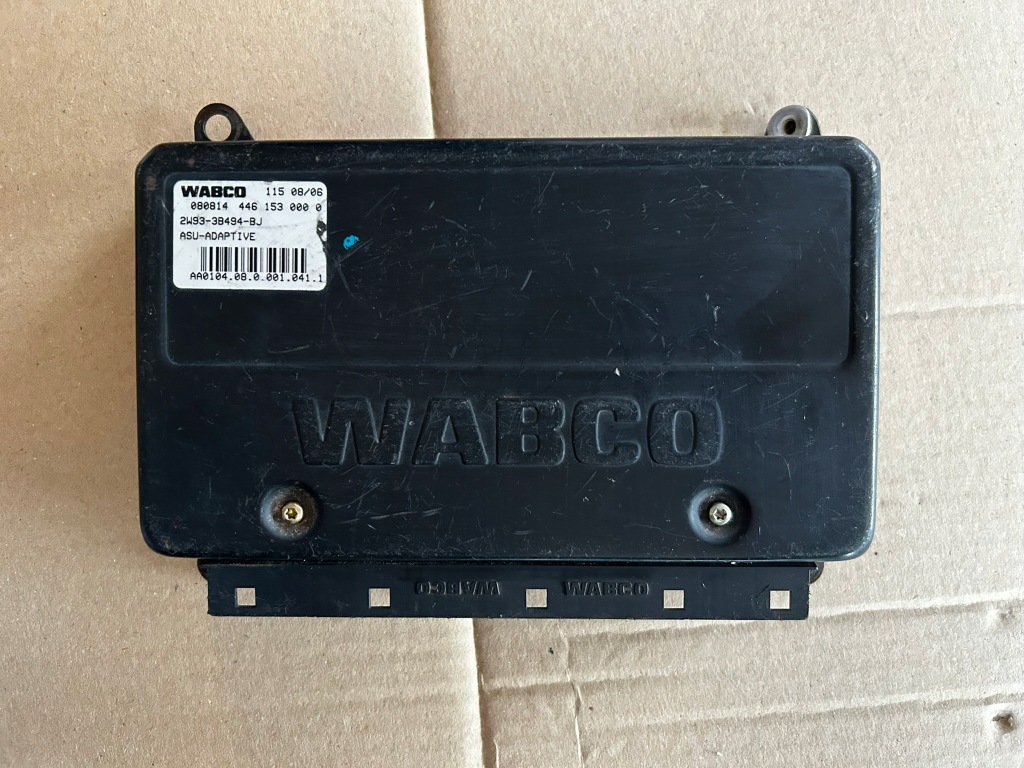 WABCO 115 08/06
080814 446 153 000 0
2W93-3B494-BJ
ASU-ADAPTIVE
AA0104.08.0.001.041.1
WABCO
WABCO WABCO